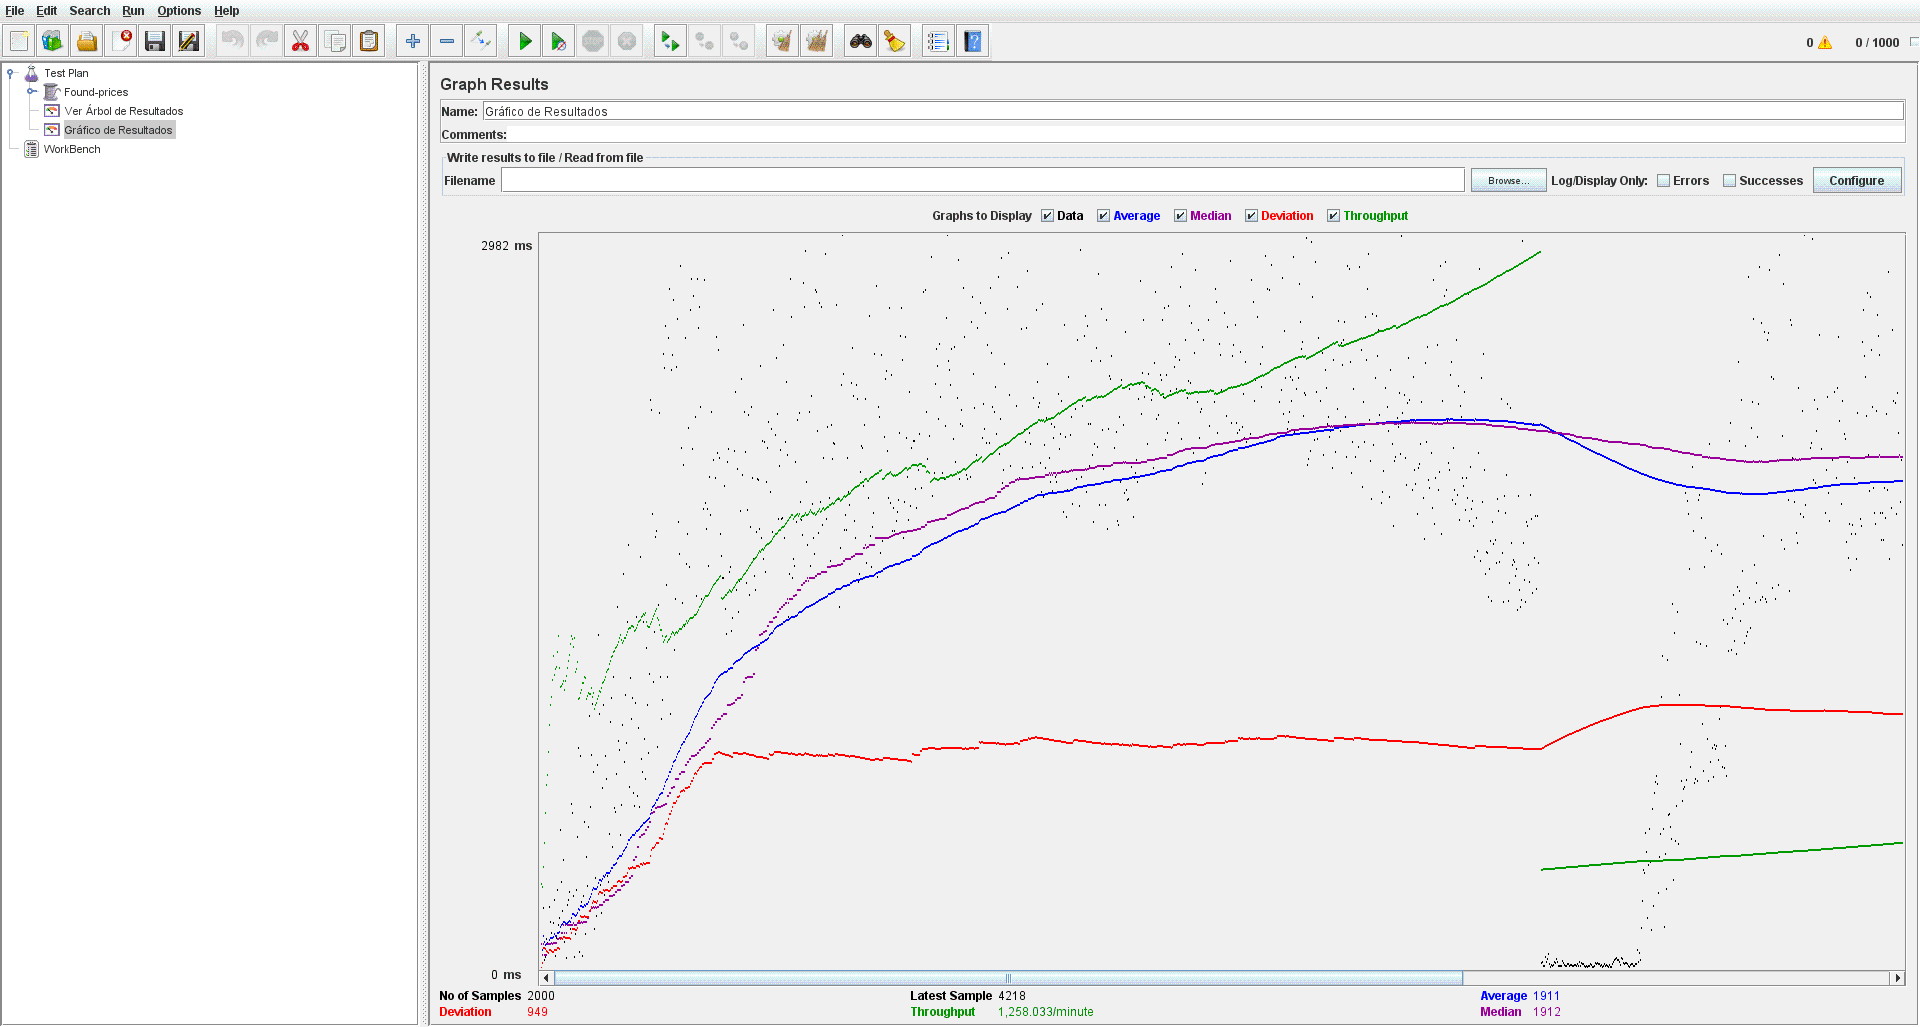 File Edit Search Run Options Help
0 0 / 1000
Test Plan
Found-prices
Ver Árbol de Resultados
Gráfico de Resultados
WorkBench
Graph Results
Name: Gráfico de Resultados
Comments:
Write results to file / Read from file
Filename Browse... Log/Display Only: Errors Successes Configure
Graphs to Display Data Average Median Deviation Throughput
2982 ms
0 ms
No of Samples 2000 Latest Sample 4218 Average 1911
Deviation 949 Throughput 1,258.033/minute Median 1912